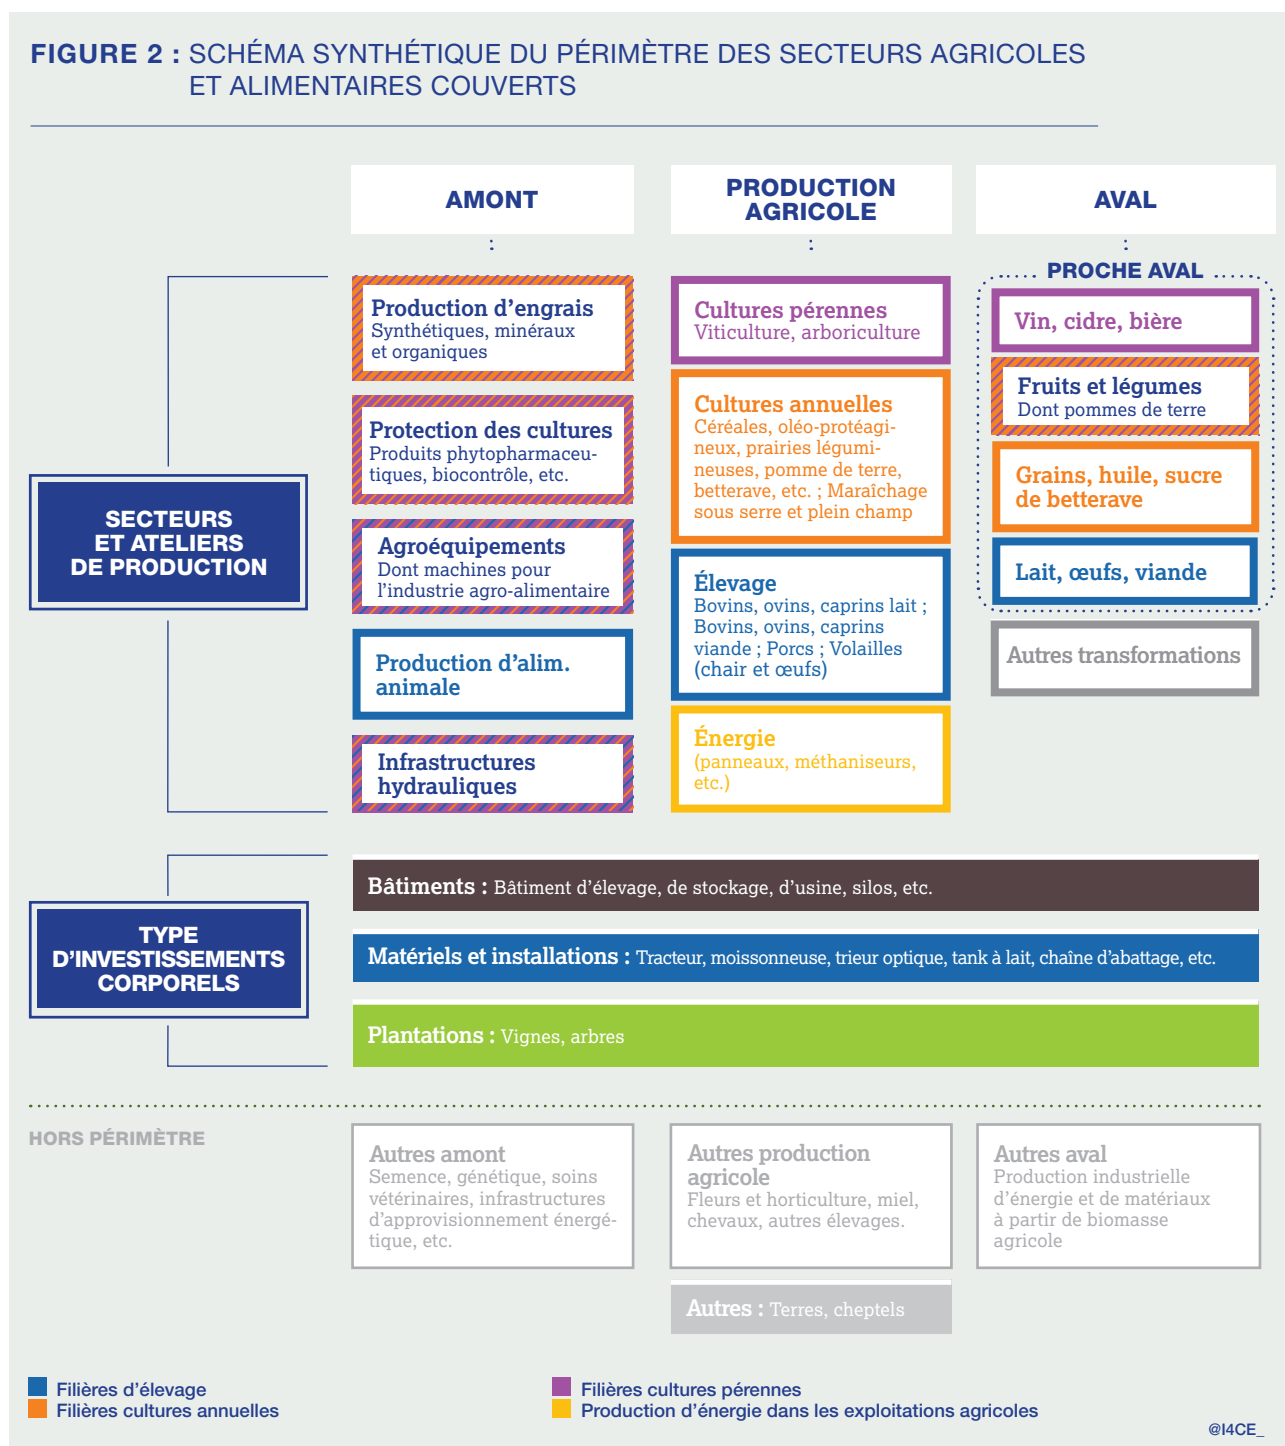 FIGURE 2 : SCHÉMA SYNTHÉTIQUE DU PÉRIMÈTRE DES SECTEURS AGRICOLES
ET ALIMENTAIRES COUVERTS
AMONT
PRODUCTION
AGRICOLE
AVAL
SECTEURS
ET ATELIERS
DE PRODUCTION
Production d'engrais
Synthétiques, minéraux
et organiques
Protection des cultures
Produits phytopharmaceu-
tiques, biocontrôle, etc.
Agroéquipements
Dont machines pour
l'industrie agro-alimentaire
Production d'alim.
animale
Infrastructures
hydrauliques
Cultures pérennes
Viticulture, arboriculture
Cultures annuelles
Céréales, oléo-protéagi-
neux, prairies légumi-
neuses, pomme de terre,
betterave, etc. ; Maraîchage
sous serre et plein champ
Élevage
Bovins, ovins, caprins lait ;
Bovins, ovins, caprins
viande ; Porcs ; Volailles
(chair et œufs)
Énergie
(panneaux, méthaniseurs,
etc.)
PROCHE AVAL
Vin, cidre, bière
Fruits et légumes
Dont pommes de terre
Grains, huile, sucre
de betterave
Lait, œufs, viande
Autres transformations
TYPE
D'INVESTISSEMENTS
CORPORELS
Bâtiments : Bâtiment d'élevage, de stockage, d'usine, silos, etc.
Matériels et installations : Tracteur, moissonneuse, trieur optique, tank à lait, chaîne d'abattage, etc.
Plantations : Vignes, arbres
HORS PÉRIMÈTRE
Autres amont
Semence, génétique, soins
vétérinaires, infrastructures
d'approvisionnement énergé-
tique, etc.
Autres production
agricole
Fleurs et horticulture, miel,
chevaux, autres élevages.
Autres aval
Production industrielle
d'énergie et de matériaux
à partir de biomasse
agricole
Autres : Terres, cheptels
Filières d'élevage
Filières cultures annuelles
Filières cultures pérennes
Production d'énergie dans les exploitations agricoles
@I4CE_